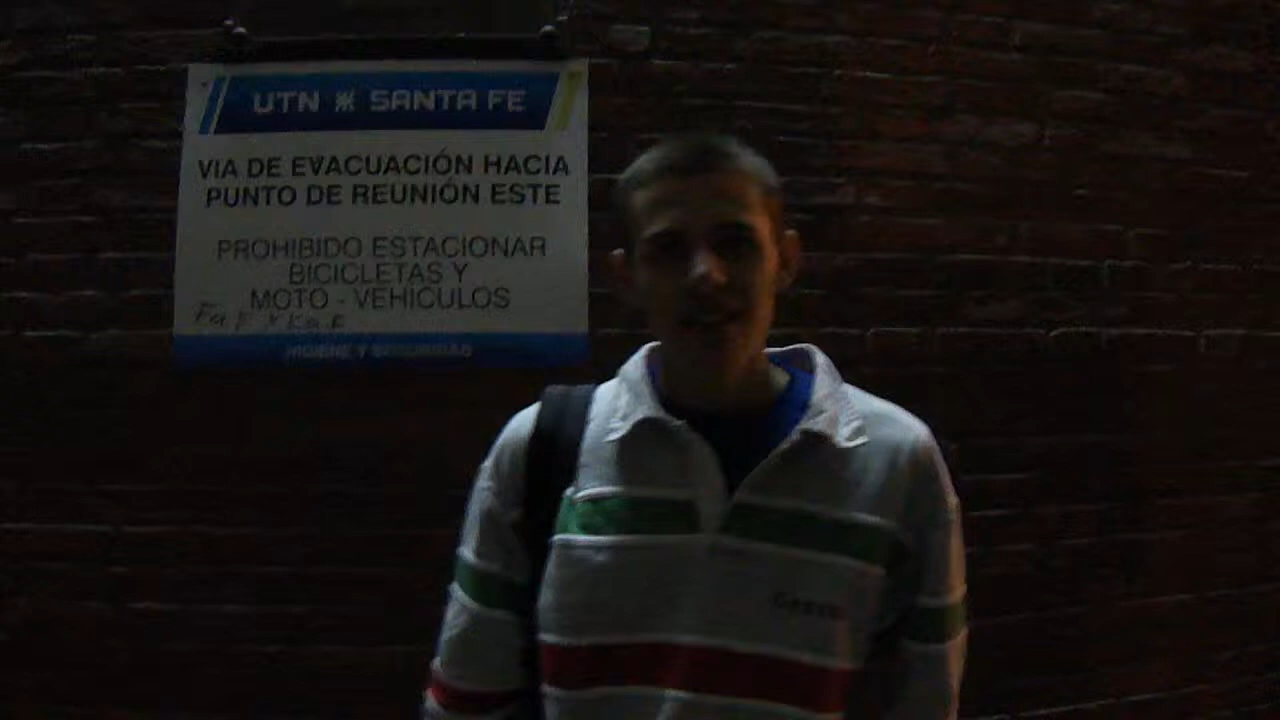 UTN SANTA FE
VIA DE EVACUACIÓN HACIA
PUNTO DE REUNIÓN ESTE
PROHIBIDO ESTACIONAR
BICICLETAS Y
MOTO - VEHICULOS
HIGIENE Y SEGURIDAD